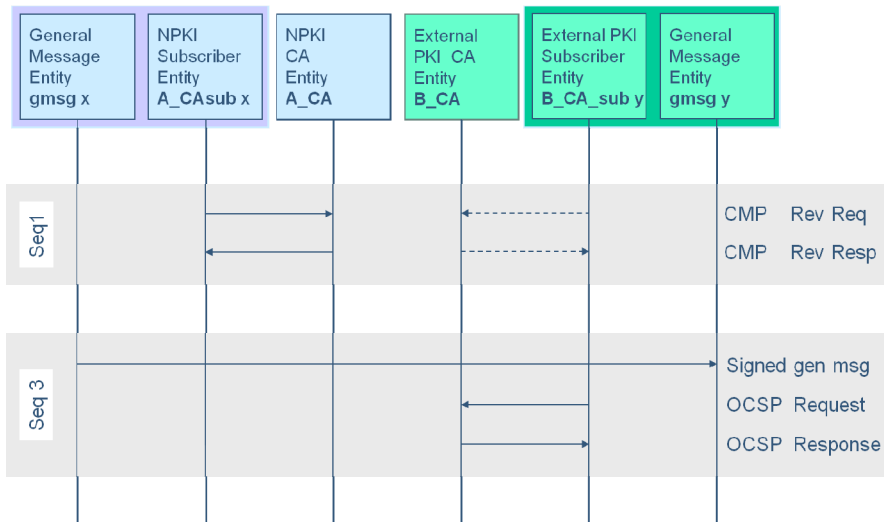 General
Message
Entity
gmsg x
NPKI
Subscriber
Entity
A_CAsub x
NPKI
CA
Entity
A_CA
External
PKI CA
Entity
B_CA
External PKI
Subscriber
Entity
B_CA_sub y
General
Message
Entity
gmsg y
Seq1
CMP Rev Req
CMP Rev Resp
Seq 3
Signed gen msg
OCSP Request
OCSP Response